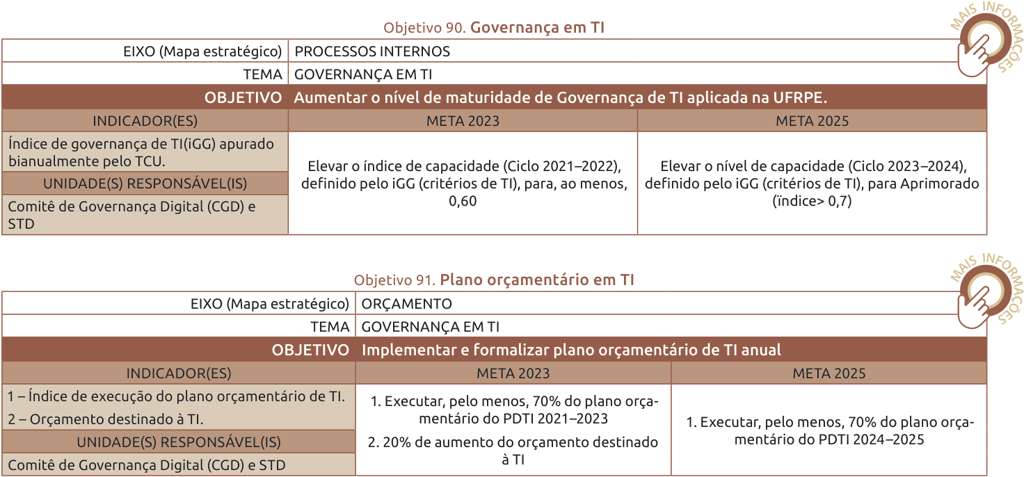 Objetivo 90. Governança em TI
MAIS INFORMAÇÕES
EIXO (Mapa estratégico) PROCESSOS INTERNOS
TEMA GOVERNANÇA EM TI
OBJETIVO Aumentar o nível de maturidade de Governança de TI aplicada na UFRPE.
INDICADOR(ES) META 2023 META 2025
Índice de governança de TI(iGG) apurado
bianualmente pelo TCU.
UNIDADE(S) RESPONSÁVEL(IS)
Comitê de Governança Digital (CGD) e
STD
Elevar o índice de capacidade (Ciclo 2021–2022),
definido pelo iGG (critérios de TI), para, ao menos,
0,60
Elevar o nível de capacidade (Ciclo 2023–2024),
definido pelo iGG (critérios de TI), para Aprimorado
(ïndice> 0,7)
Objetivo 91. Plano orçamentário em TI
MAIS INFORMAÇÕES
EIXO (Mapa estratégico) ORÇAMENTO
TEMA GOVERNANÇA EM TI
OBJETIVO Implementar e formalizar plano orçamentário de TI anual
INDICADOR(ES) META 2023 META 2025
1 – Índice de execução do plano orçamentário de TI.
2 – Orçamento destinado à TI.
UNIDADE(S) RESPONSÁVEL(IS)
Comitê de Governança Digital (CGD) e STD
1. Executar, pelo menos, 70% do plano orça-
mentário do PDTI 2021–2023
2. 20% de aumento do orçamento destinado
à TI
1. Executar, pelo menos, 70% do plano orça-
mentário do PDTI 2024–2025